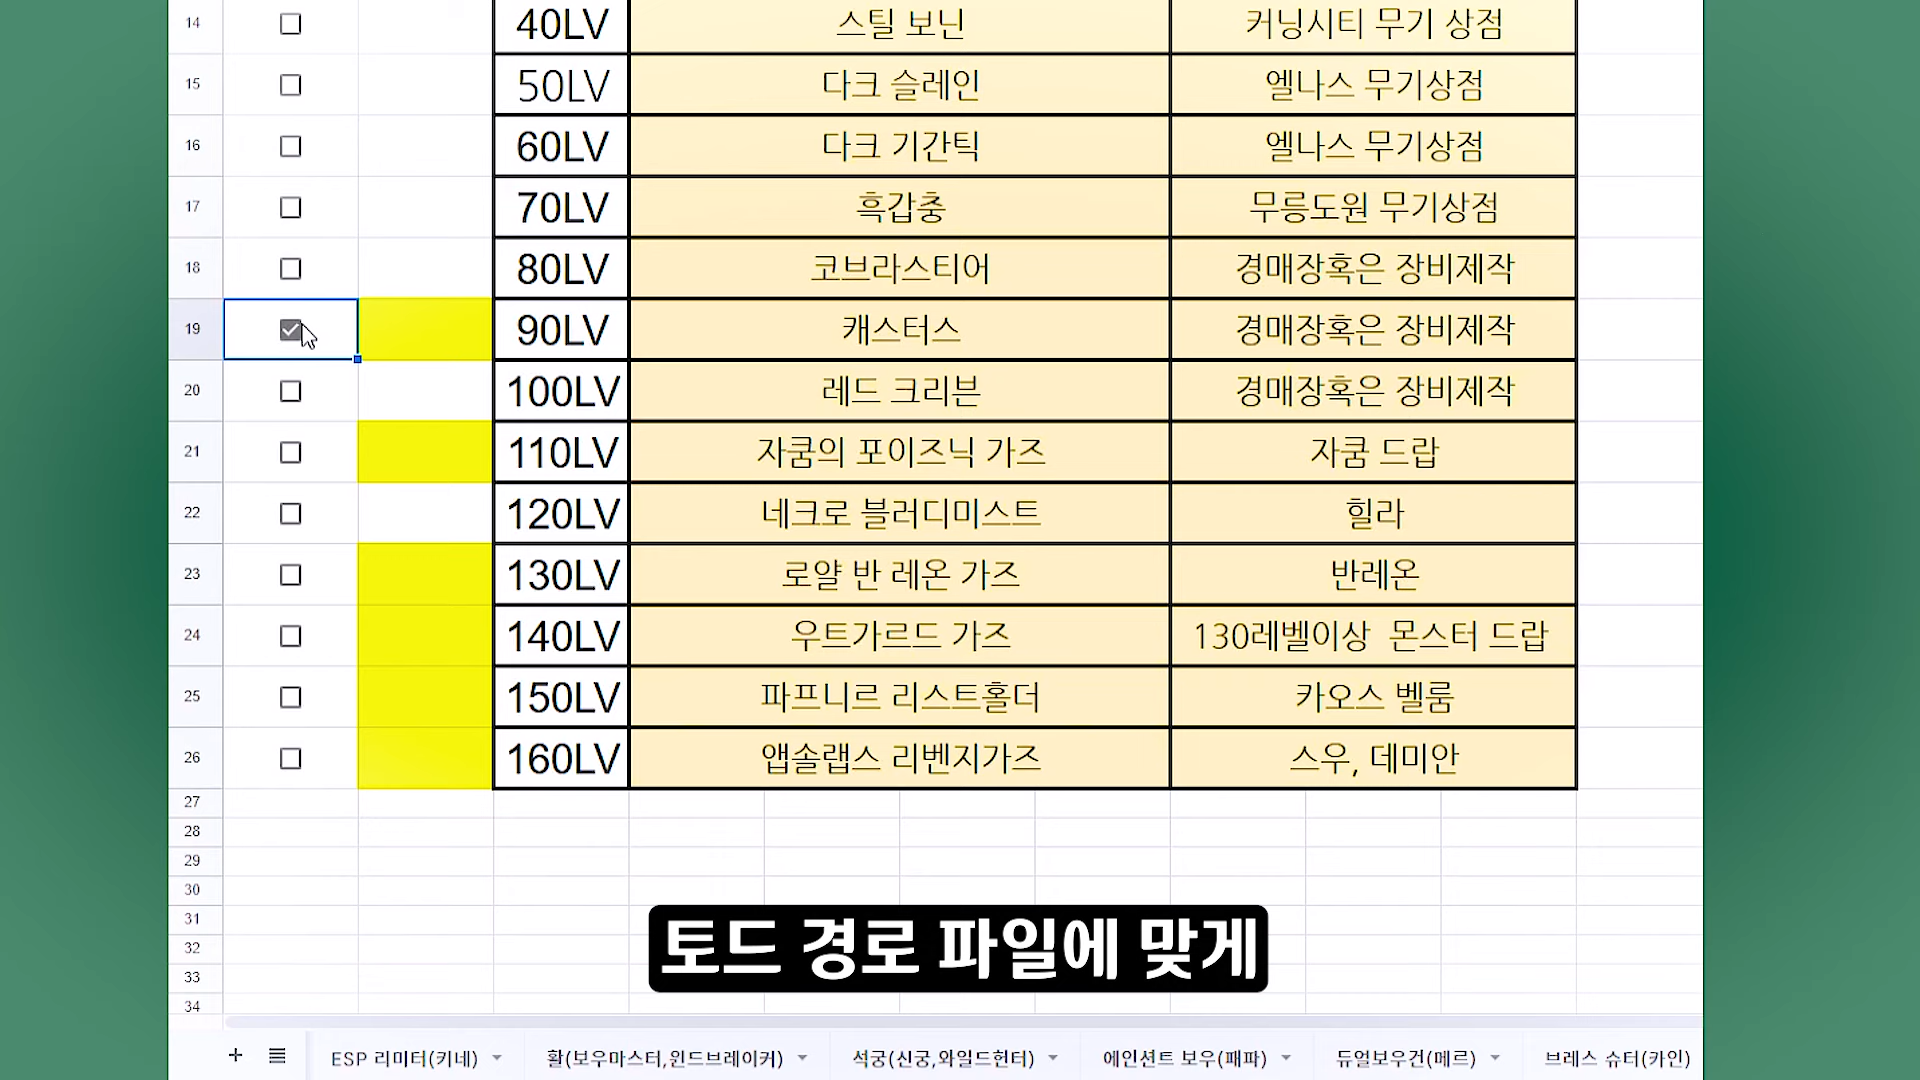 14 40LV 스틸 보닌 커닝시티 무기 상점
15 50LV 다크 슬레인 엘나스 무기상점
16 60LV 다크 기간틱 엘나스 무기상점
17 70LV 흑갑충 무릉도원 무기상점
18 80LV 코브라스티어 경매장혹은 장비제작
19 90LV 캐스터스 경매장혹은 장비제작
20 100LV 레드 크리븐 경매장혹은 장비제작
21 110LV 자쿰의 포이즈닉 가즈 자쿰 드랍
22 120LV 네크로 블러디미스트 힐라
23 130LV 로얄 반 레온 가즈 반레온
24 140LV 우트가르드 가즈 130레벨이상 몬스터 드랍
25 150LV 파프니르 리스트홀더 카오스 벨룸
26 160LV 앱솔랩스 리벤지가즈 스우, 데미안
27
28
29
30
31
32
33
34
토드 경로 파일에 맞게
+ ESP 리미터(키네) 활(보우마스터,윈드브레이커) 석궁(신궁,와일드헌터) 에인션트 보우(패파) 듀얼보우건(메르) 브레스 슈터(카인)